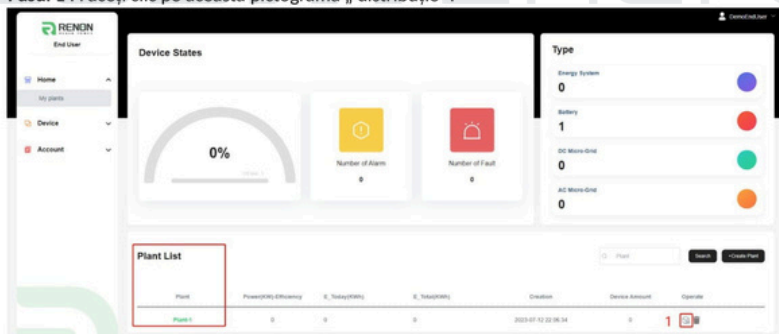 Pasul 1 : Faceți clic pe această pictogramă „ distribuție ".
RENON
End User
DemoEndUser
Home
My plants
Device
Account
Device States
0%
Number of Alarm
0
Number of Fault
0
Type
Energy System
0
Battery
1
DC Micro-Grid
0
AC Micro-Grid
0
Plant List
Plant
Search
+Create Plant
Plant Power(KW)-Efficiency E_Today(KWh) E_Total(KWh) Creation Device Amount Operate
Plant-1 0 0 0 2023-07-12 22:06:34 0
1